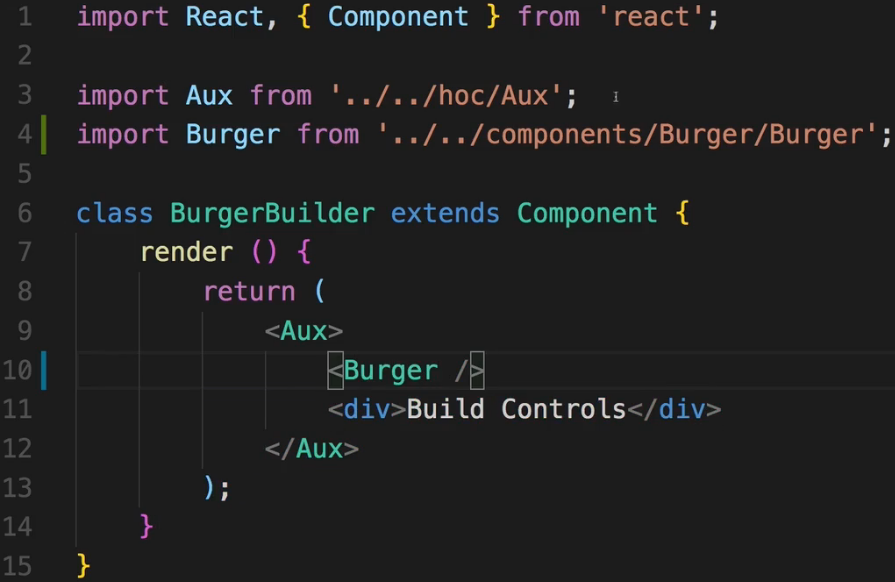 1 import React, { Component } from 'react';
2
3 import Aux from '../../hoc/Aux';
4 import Burger from '../../components/Burger/Burger';
5
6 class BurgerBuilder extends Component {
7     render () {
8         return (
9             <Aux>
10                 <Burger />
11                 <div>Build Controls</div>
12             </Aux>
13         );
14     }
15 }